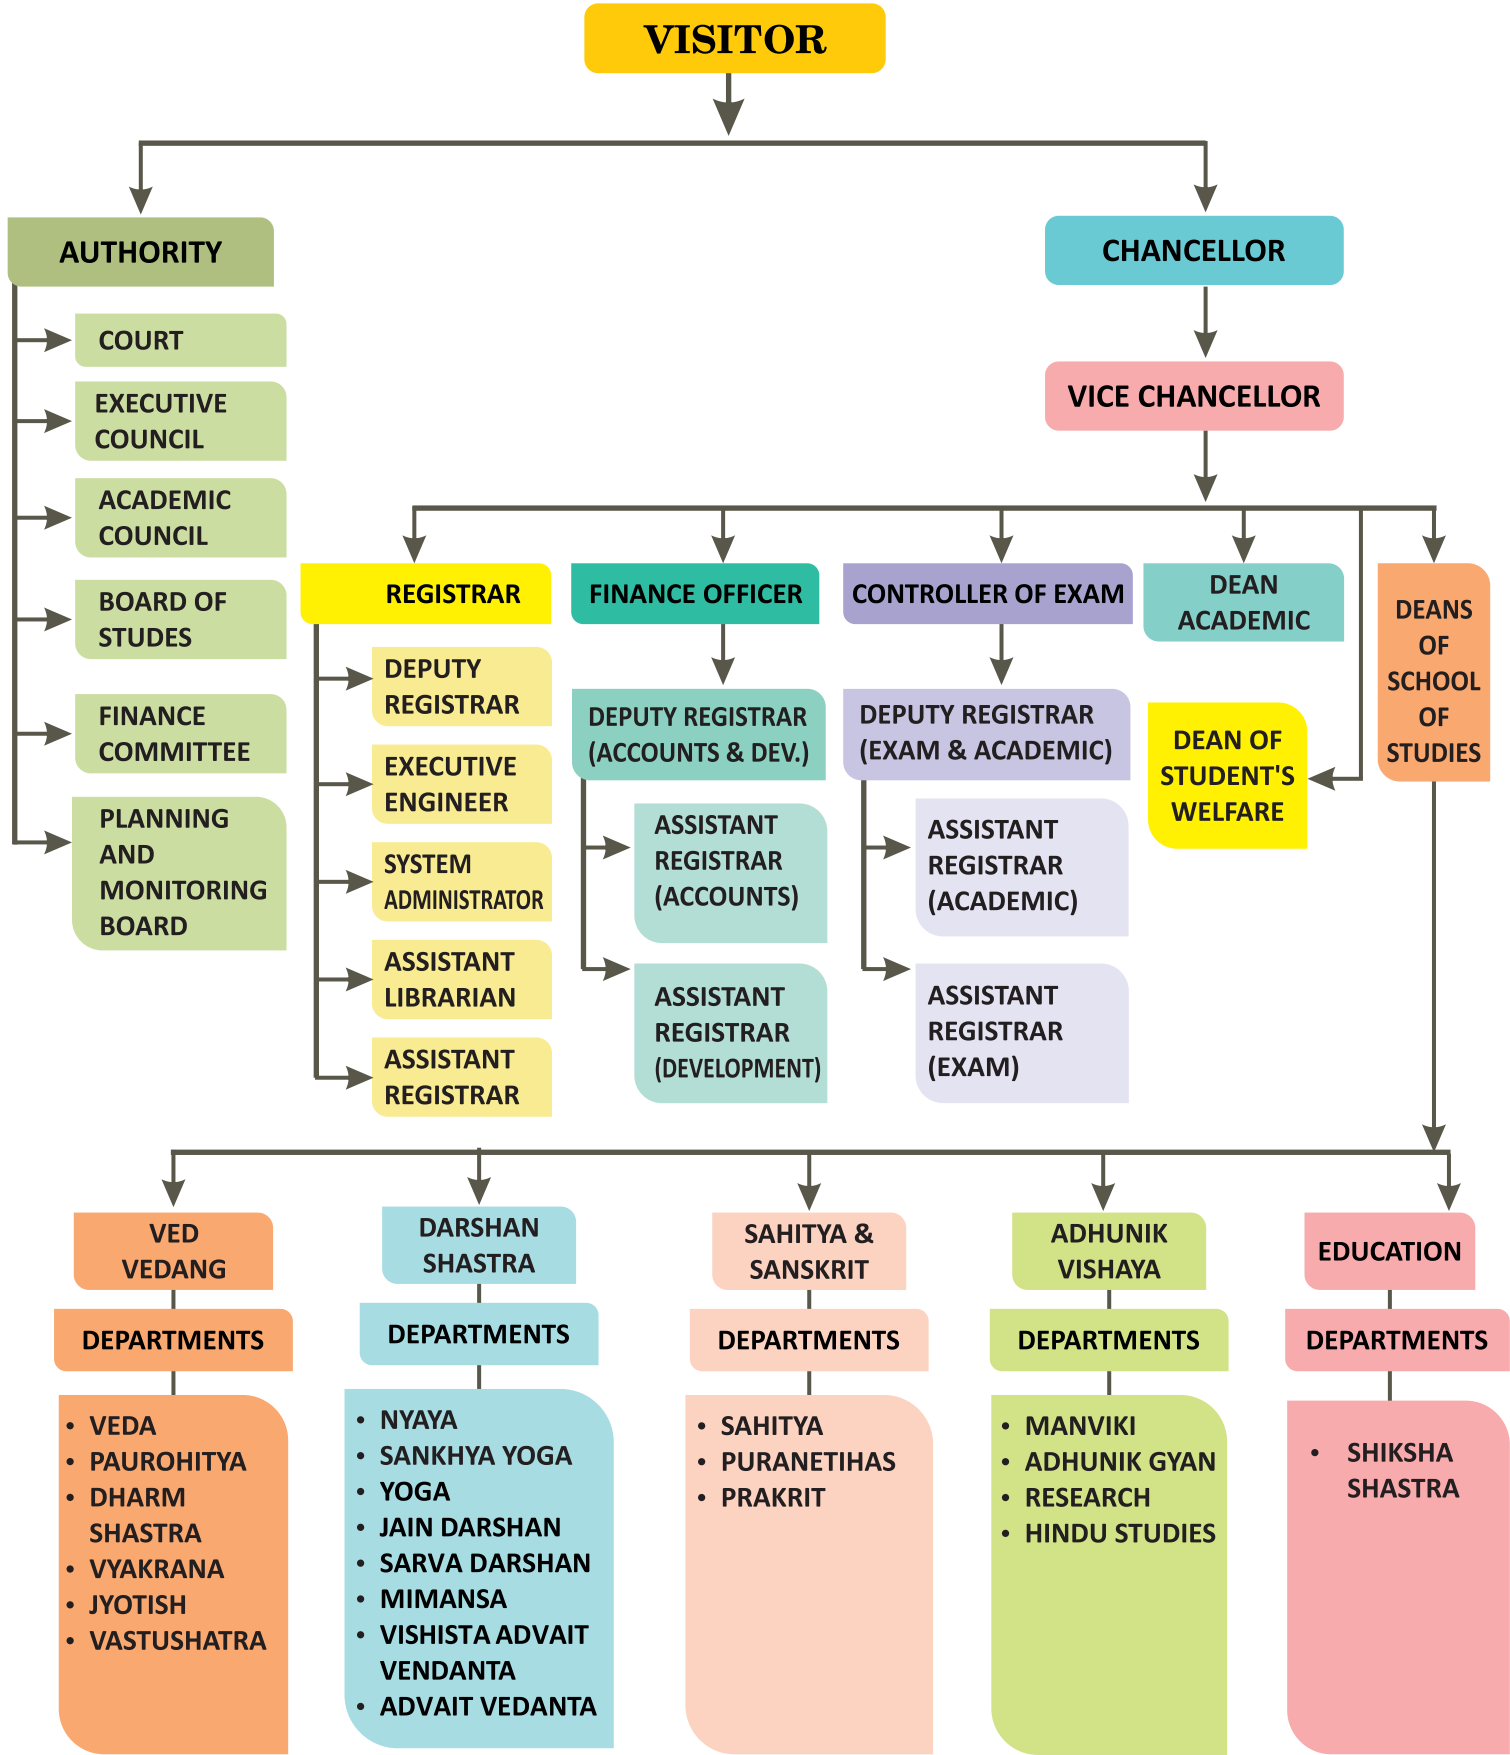 VISITOR
AUTHORITY
COURT
EXECUTIVE
COUNCIL
ACADEMIC
COUNCIL
BOARD OF
STUDES
FINANCE
COMMITTEE
PLANNING
AND
MONITORING
BOARD
CHANCELLOR
VICE CHANCELLOR
REGISTRAR
DEPUTY
REGISTRAR
EXECUTIVE
ENGINEER
SYSTEM
ADMINISTRATOR
ASSISTANT
LIBRARIAN
ASSISTANT
REGISTRAR
FINANCE OFFICER
DEPUTY REGISTRAR
(ACCOUNTS & DEV.)
ASSISTANT
REGISTRAR
(ACCOUNTS)
ASSISTANT
REGISTRAR
(DEVELOPMENT)
CONTROLLER OF EXAM
DEPUTY REGISTRAR
(EXAM & ACADEMIC)
ASSISTANT
REGISTRAR
(ACADEMIC)
ASSISTANT
REGISTRAR
(EXAM)
DEAN
ACADEMIC
DEAN OF
STUDENT'S
WELFARE
DEANS
OF
SCHOOL
OF
STUDIES
VED
VEDANG
DEPARTMENTS
• VEDA
• PAUROHITYA
• DHARM
SHASTRA
• VYAKRANA
• JYOTISH
• VASTUSHATRA
DARSHAN
SHASTRA
DEPARTMENTS
• NYAYA
• SANKHYA YOGA
• YOGA
• JAIN DARSHAN
• SARVA DARSHAN
• MIMANSA
• VISHISTA ADVAIT
VENDANTA
• ADVAIT VEDANTA
SAHITYA &
SANSKRIT
DEPARTMENTS
• SAHITYA
• PURANETIHAS
• PRAKRIT
ADHUNIK
VISHAYA
DEPARTMENTS
• MANVIKI
• ADHUNIK GYAN
• RESEARCH
• HINDU STUDIES
EDUCATION
DEPARTMENTS
• SHIKSHA
SHASTRA